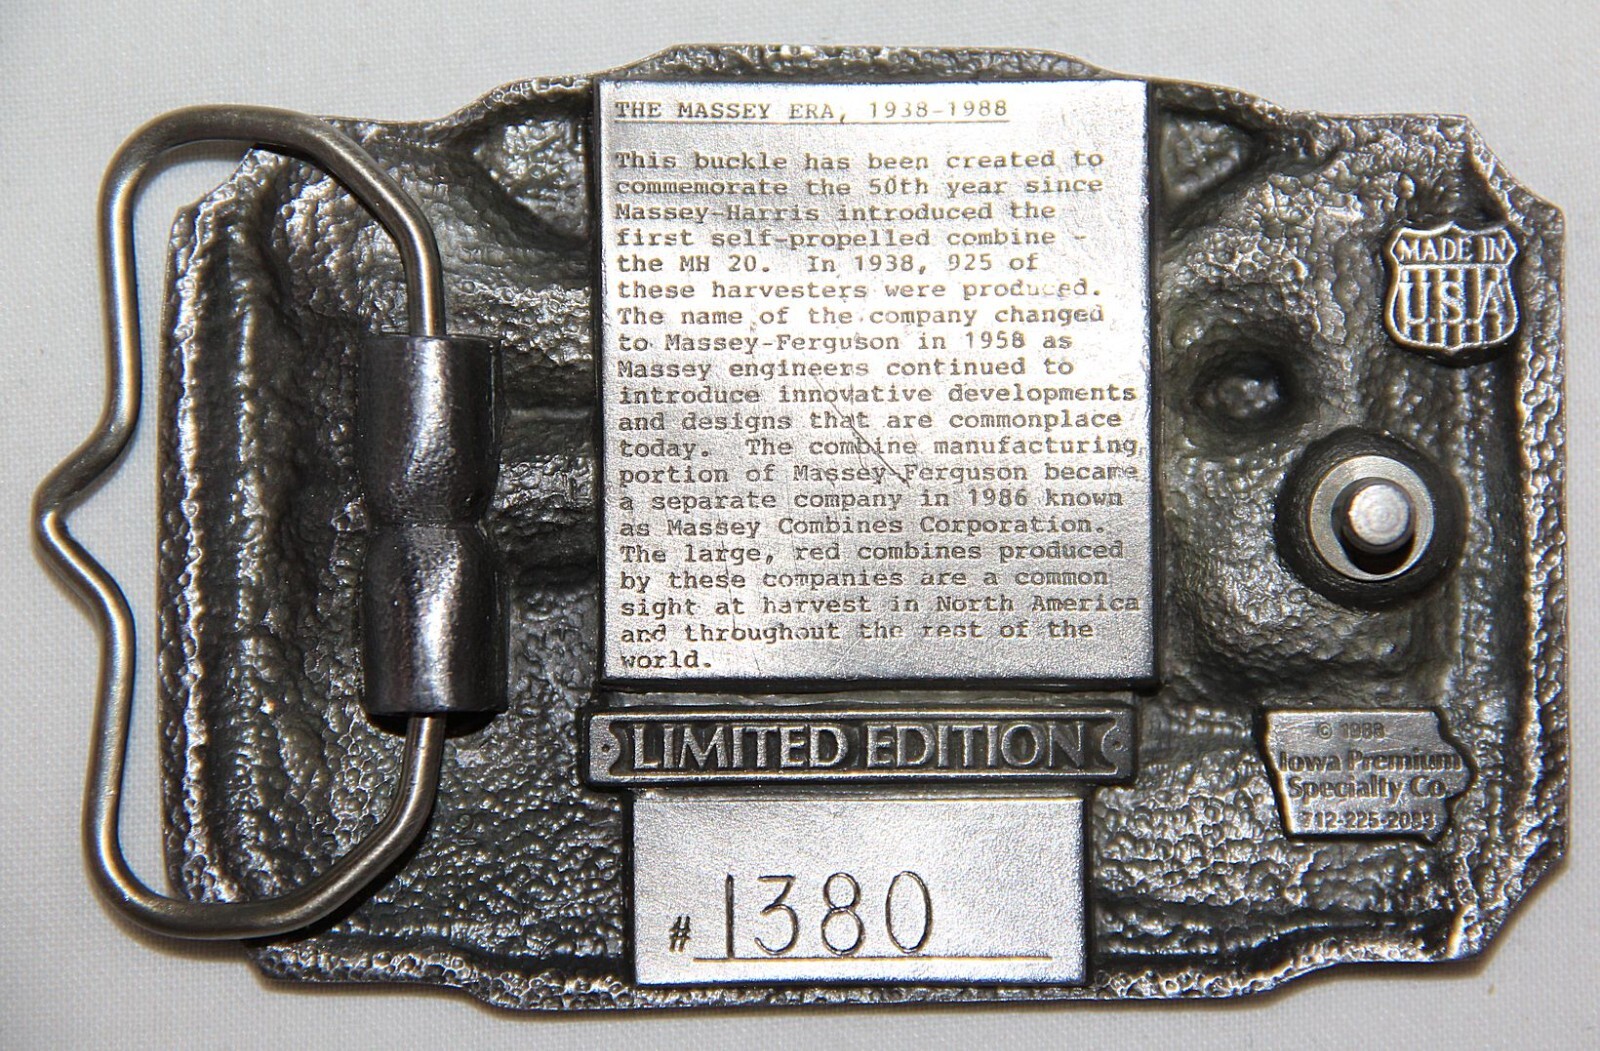 THE MASSEY ERA, 1938-1988
This buckle has been created to
commemorate the 50th year since
Massey-Harris introduced the
first self-propelled combine -
the MH 20.  In 1938, 925 of
these harvesters were produced.
The name of the company changed
to Massey-Ferguson in 1958 as
Massey engineers continued to
introduce innovative developments
and designs that are commonplace
today.  The combine manufacturing
portion of Massey-Ferguson became
a separate company in 1986 known
as Massey Combines Corporation.
The large, red combines produced
by these companies are a common
sight at harvest in North America
and throughout the rest of the
world.
LIMITED EDITION
# 1380
MADE IN
U.S.A
© 1988
Iowa Premium
Specialty Co.